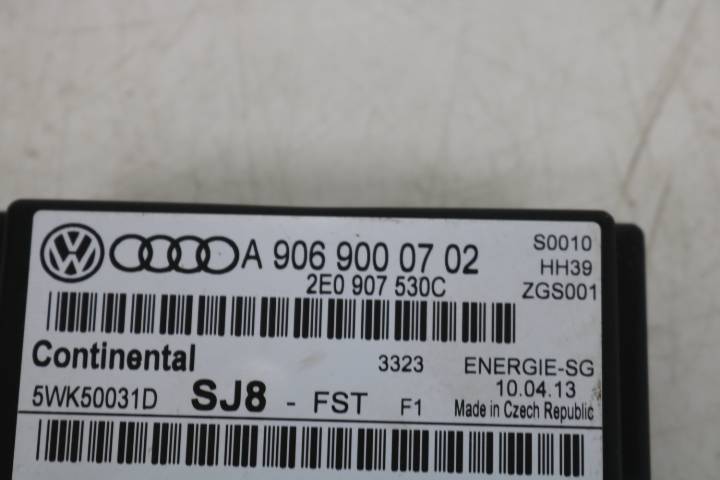 A 906 900 07 02
2E0 907 530C
S0010
HH39
ZGS001
Continental
3323
ENERGIE-SG
5WK50031D
SJ8 - FST F1
10.04.13
Made in Czech Republic